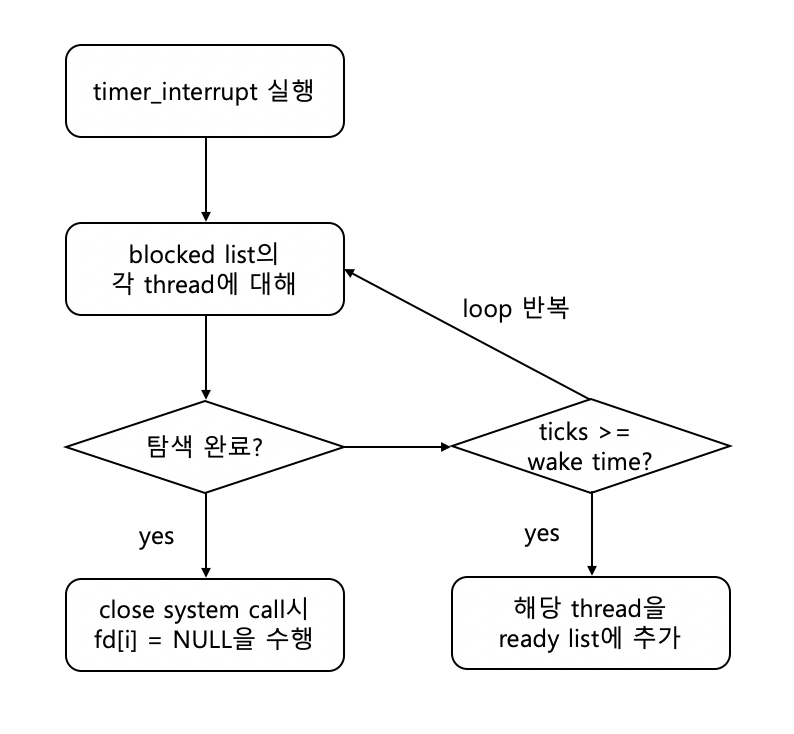 timer_interrupt 실행
blocked list의
각 thread에 대해
loop 반복
탐색 완료?
ticks >=
wake time?
yes
yes
close system call시
fd[i] = NULL을 수행
해당 thread을
ready list에 추가